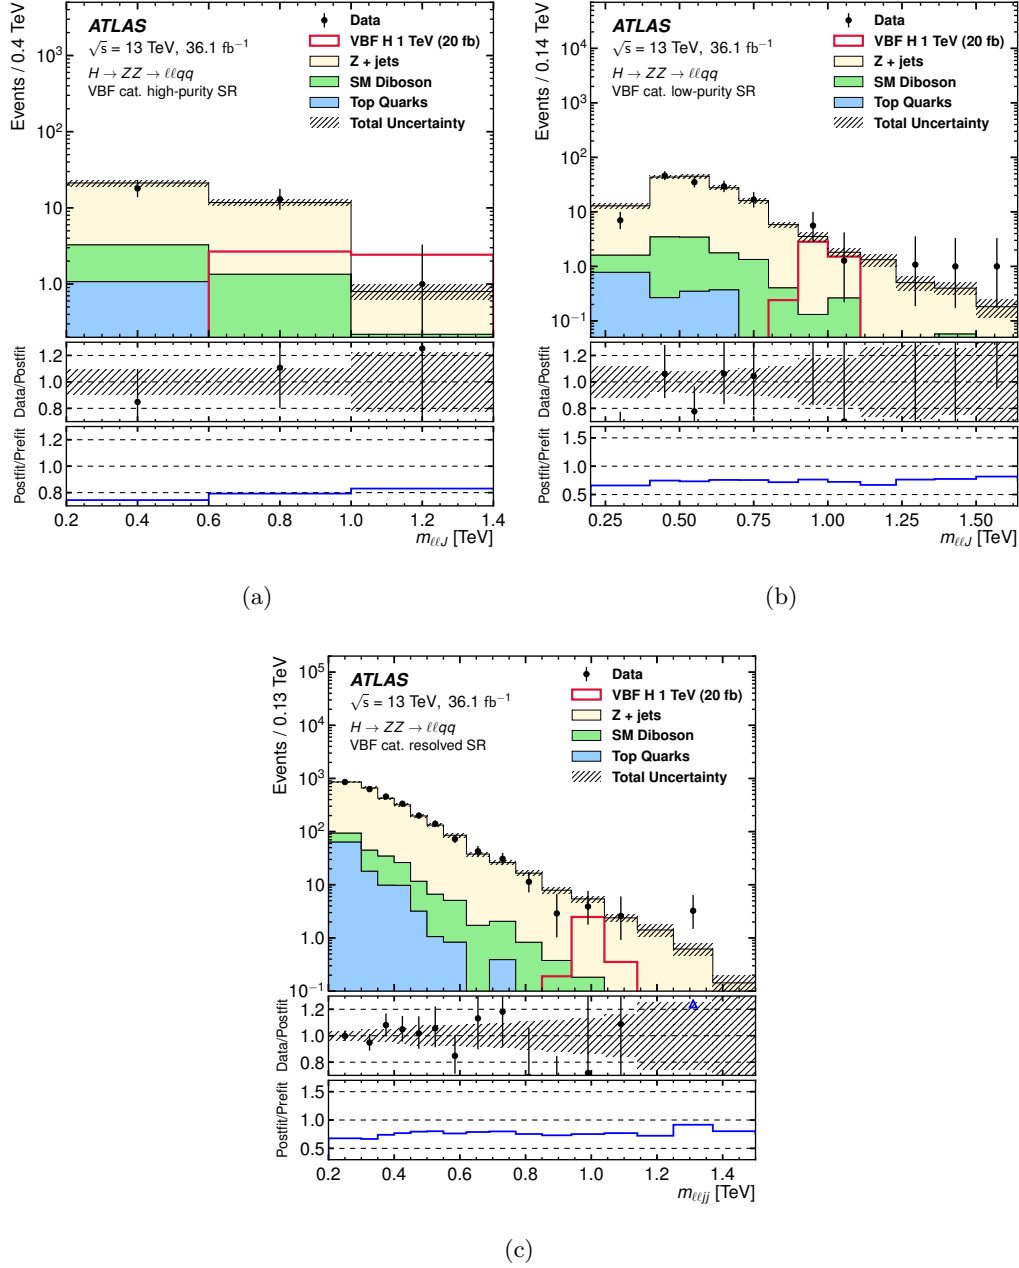 ATLAS
√s = 13 TeV, 36.1 fb⁻¹
H → ZZ → ℓℓqq
VBF cat. high-purity SR
Data
VBF H 1 TeV (20 fb)
Z + jets
SM Diboson
Top Quarks
Total Uncertainty
Events / 0.4 TeV
10³
10²
10
1.0
Data/Postfit
1.2
1.0
0.8
Postfit/Prefit
1.2
1.0
0.8
0.2 0.4 0.6 0.8 1.0 1.2 1.4
m_ℓℓJ [TeV]
(a)
ATLAS
√s = 13 TeV, 36.1 fb⁻¹
H → ZZ → ℓℓqq
VBF cat. low-purity SR
Data
VBF H 1 TeV (20 fb)
Z + jets
SM Diboson
Top Quarks
Total Uncertainty
Events / 0.14 TeV
10⁴
10³
10²
10
1.0
10⁻¹
Data/Postfit
1.2
1.0
0.8
Postfit/Prefit
1.5
1.0
0.5
0.25 0.50 0.75 1.00 1.25 1.50
m_ℓℓJ [TeV]
(b)
ATLAS
√s = 13 TeV, 36.1 fb⁻¹
H → ZZ → ℓℓqq
VBF cat. resolved SR
Data
VBF H 1 TeV (20 fb)
Z + jets
SM Diboson
Top Quarks
Total Uncertainty
Events / 0.13 TeV
10⁵
10⁴
10³
10²
10
1.0
10⁻¹
Data/Postfit
1.2
1.0
0.8
Postfit/Prefit
1.5
1.0
0.5
0.2 0.4 0.6 0.8 1.0 1.2 1.4
m_ℓℓjj [TeV]
(c)